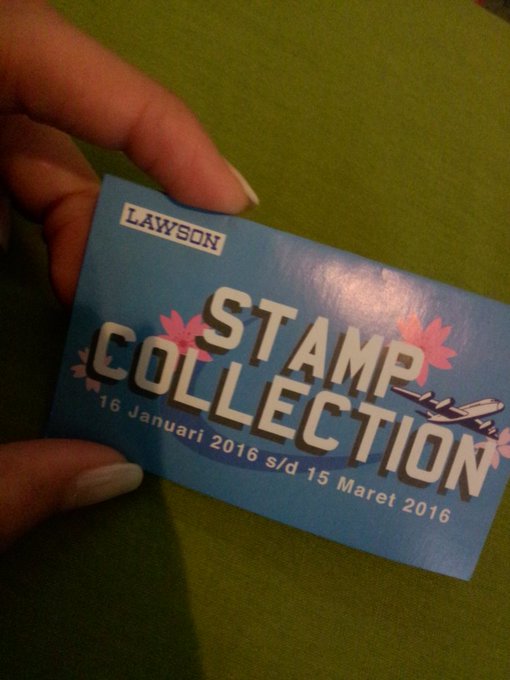 LAWSON
STAMP
COLLECTION
16 Januari 2016 s/d 15 Maret 2016